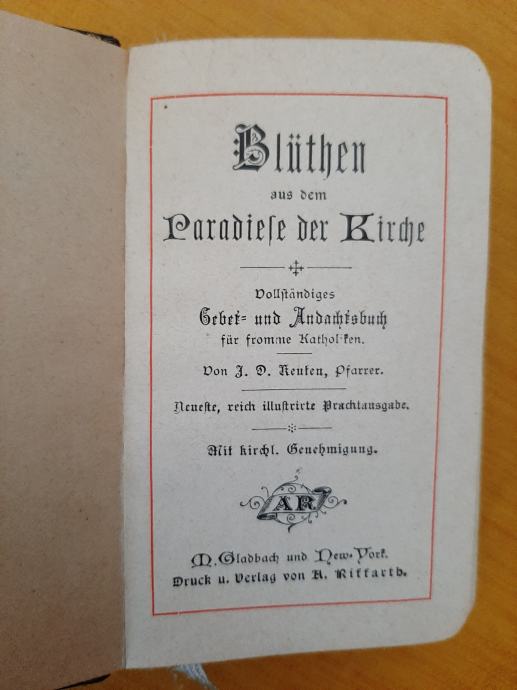 Blüthen
aus dem
Paradieſe der Kirche
Vollſtändiges
Gebet- und Andachtsbuch
für fromme Katholiken.
Von J. D. Reuten, Pfarrer.
Neueſte, reich illuſtrirte Prachtausgabe.
Mit kirchl. Genehmigung.
AR
M. Gladbach und New-York.
Druck u. Verlag von A. Riffarth.